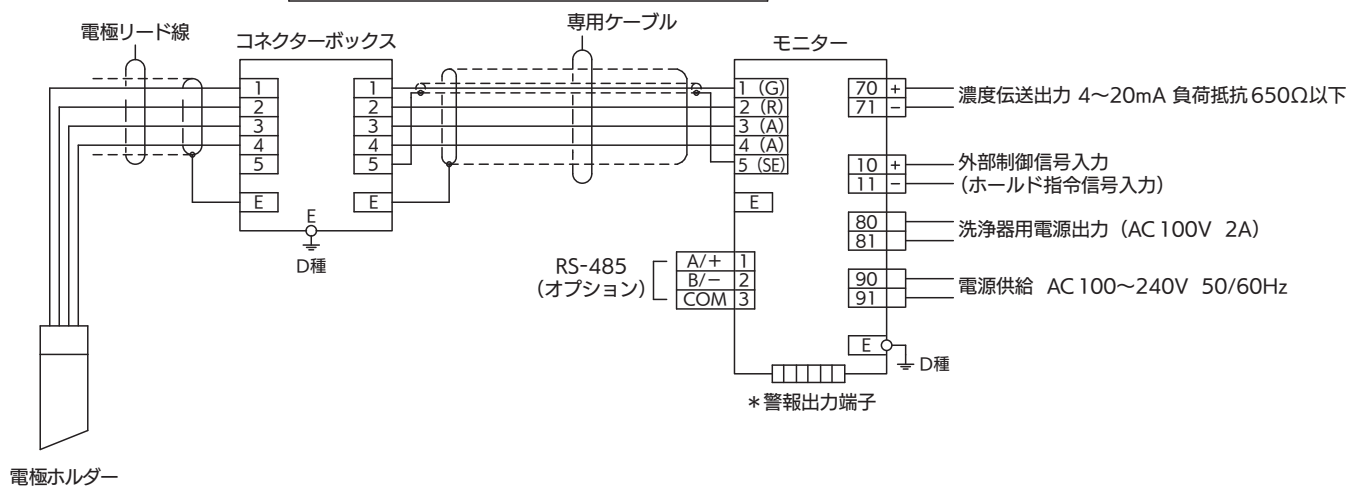 電極リード線
コネクターボックス
専用ケーブル
モニター
1
2
3
4
5
E
1
2
3
4
5
E
E
D種
1 (G)
2 (R)
3 (A)
4 (A)
5 (SE)
E
RS-485
(オプション)
A/+ 1
B/− 2
COM 3
70 +
71 −
濃度伝送出力 4〜20mA 負荷抵抗650Ω以下
10 +
11 −
外部制御信号入力
(ホールド指令信号入力)
80
81
洗浄器用電源出力 (AC100V 2A)
90
91
電源供給 AC100〜240V 50/60Hz
E
D種
*警報出力端子
電極ホルダー